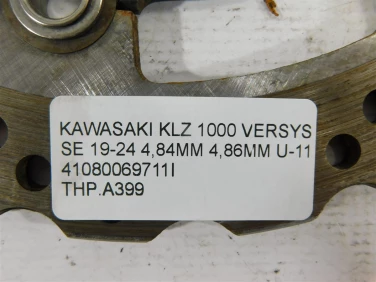 KAWASAKI KLZ 1000 VERSYS
SE 19-24 4,84MM 4,86MM U-11
41080069711I
THP.A399